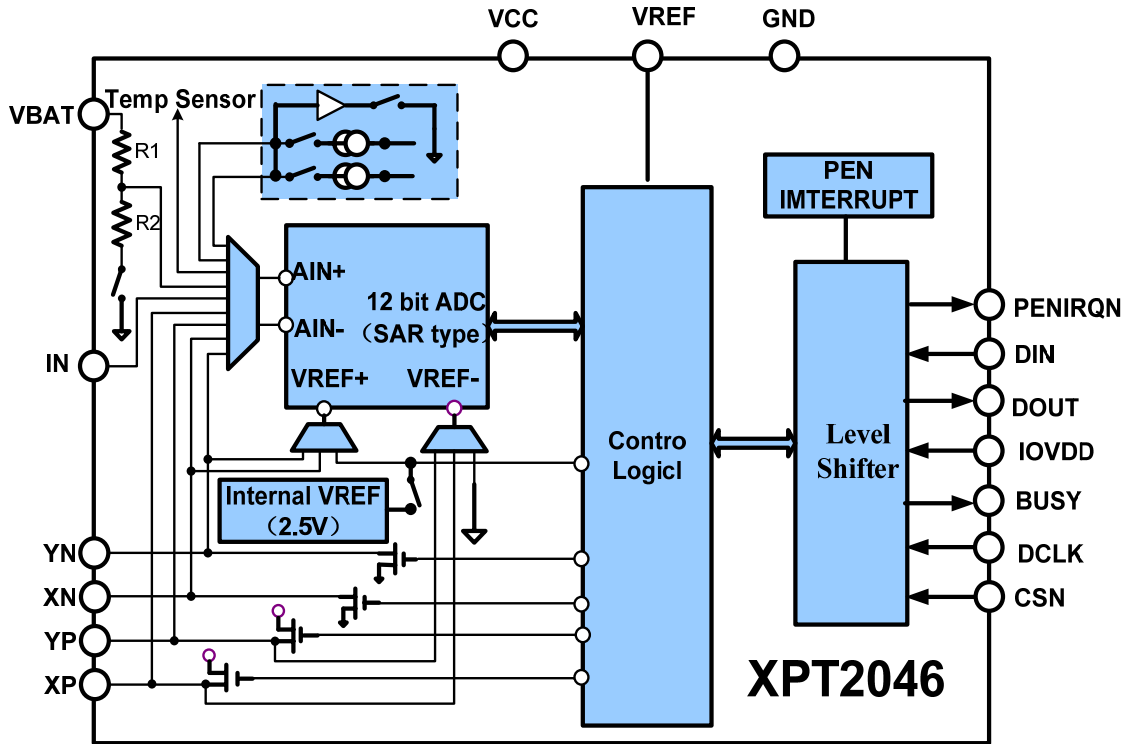 VCC
VREF
GND
VBAT
Temp Sensor
R1
R2
PEN
IMTERRUPT
AIN+
12 bit ADC
（SAR type）
AIN-
VREF+
VREF-
IN
PENIRQN
DIN
DOUT
IOVDD
BUSY
DCLK
CSN
Contro
Logicl
Level
Shifter
Internal VREF
（2.5V）
YN
XN
YP
XP
XPT2046